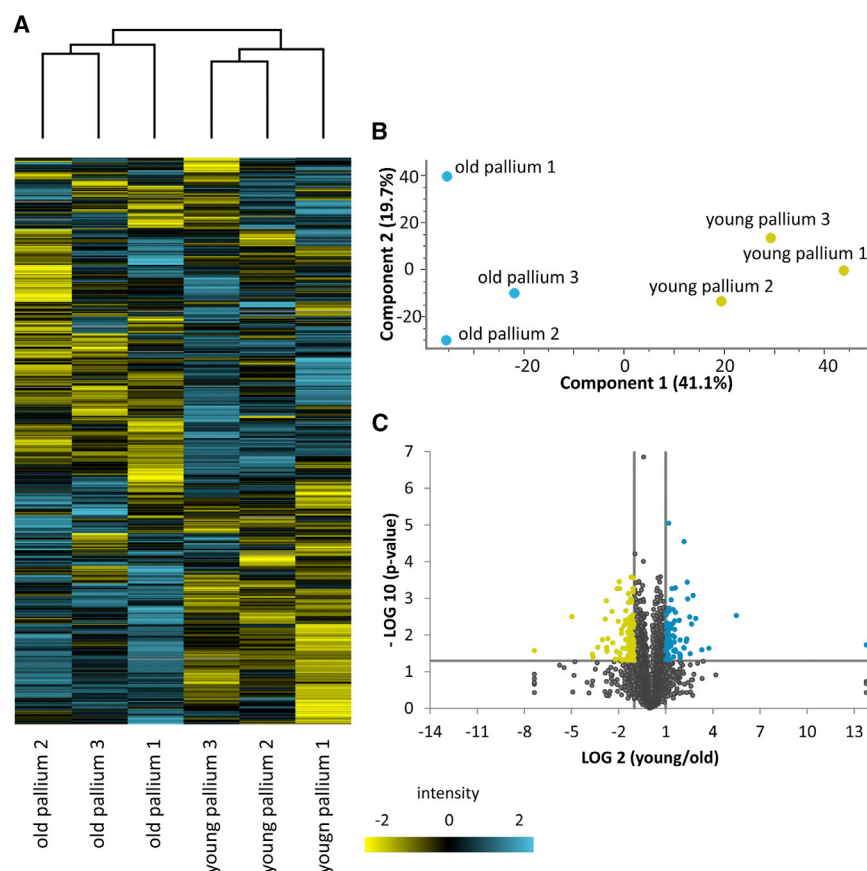 A
B
Component 2 (19.7%)
40
20
0
-20
old pallium 1
old pallium 3
old pallium 2
young pallium 3
young pallium 1
young pallium 2
-20
0
20
40
Component 1 (41.1%)
C
- LOG 10 (p-value)
7
6
5
4
3
2
1
0
-14
-11
-8
-5
-2
1
4
7
10
13
LOG 2 (young/old)
old pallium 2
old pallium 3
old pallium 1
young pallium 3
young pallium 2
yougn pallium 1
intensity
-2
0
2